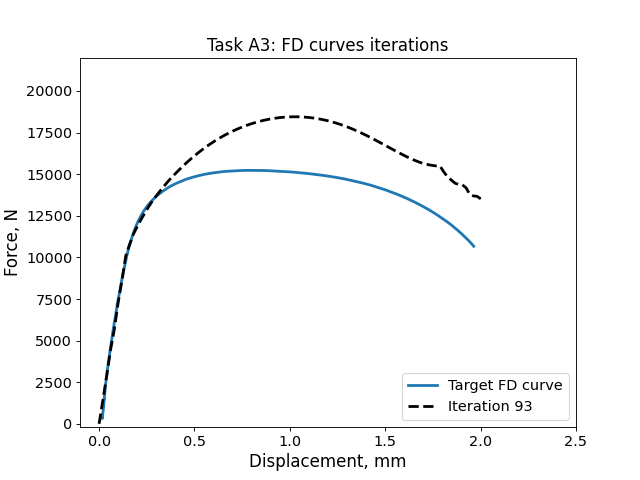 Task A3: FD curves iterations
Force, N
20000
17500
15000
12500
10000
7500
5000
2500
0
Target FD curve
Iteration 93
0.0 0.5 1.0 1.5 2.0 2.5
Displacement, mm